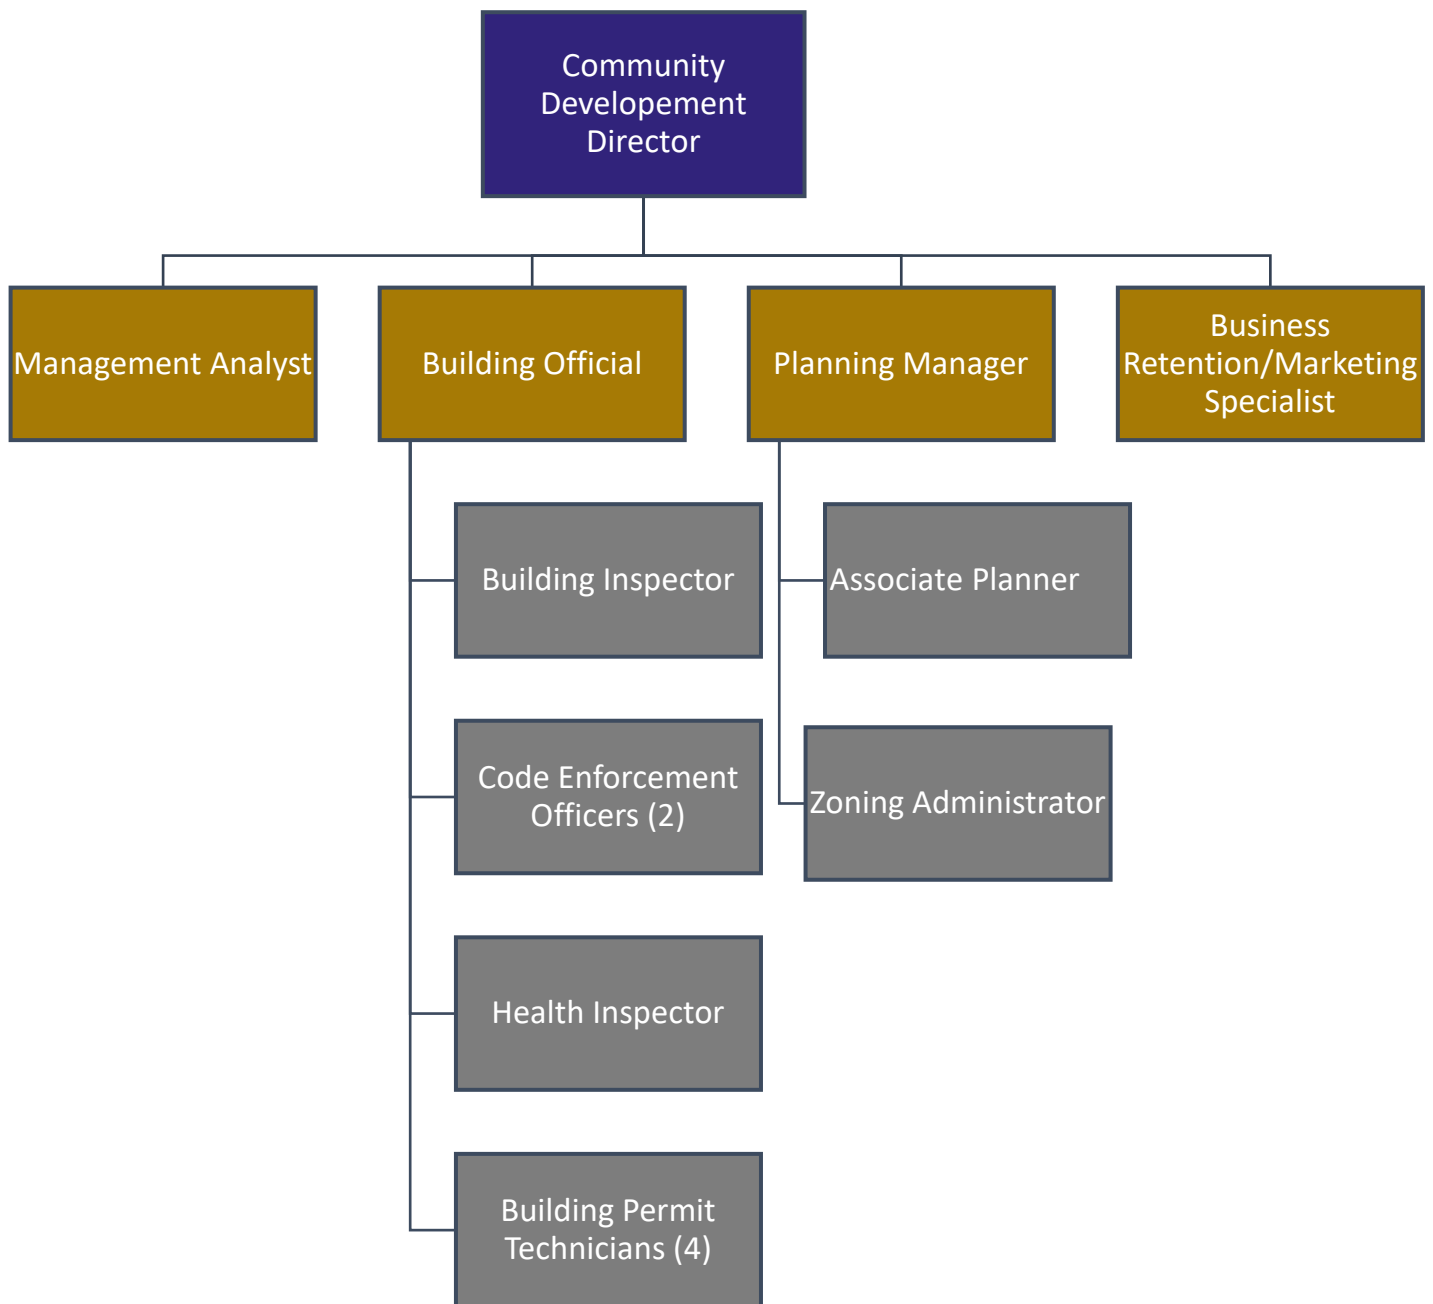 Community
Developement
Director
Management Analyst
Building Official
Planning Manager
Business
Retention/Marketing
Specialist
Building Inspector
Associate Planner
Code Enforcement
Officers (2)
Zoning Administrator
Health Inspector
Building Permit
Technicians (4)